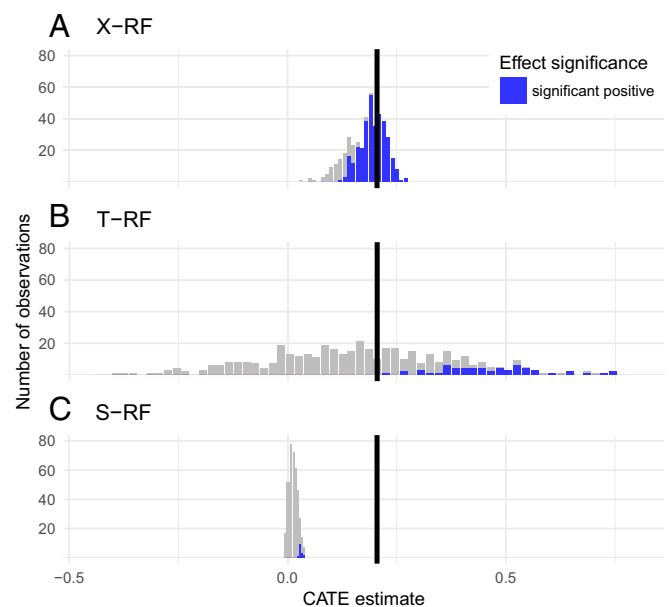 A X−RF
80
60
40
20
Effect significance
significant positive
B T−RF
80
60
40
20
C S−RF
80
60
40
20
Number of observations
−0.5 0.0 0.5
CATE estimate